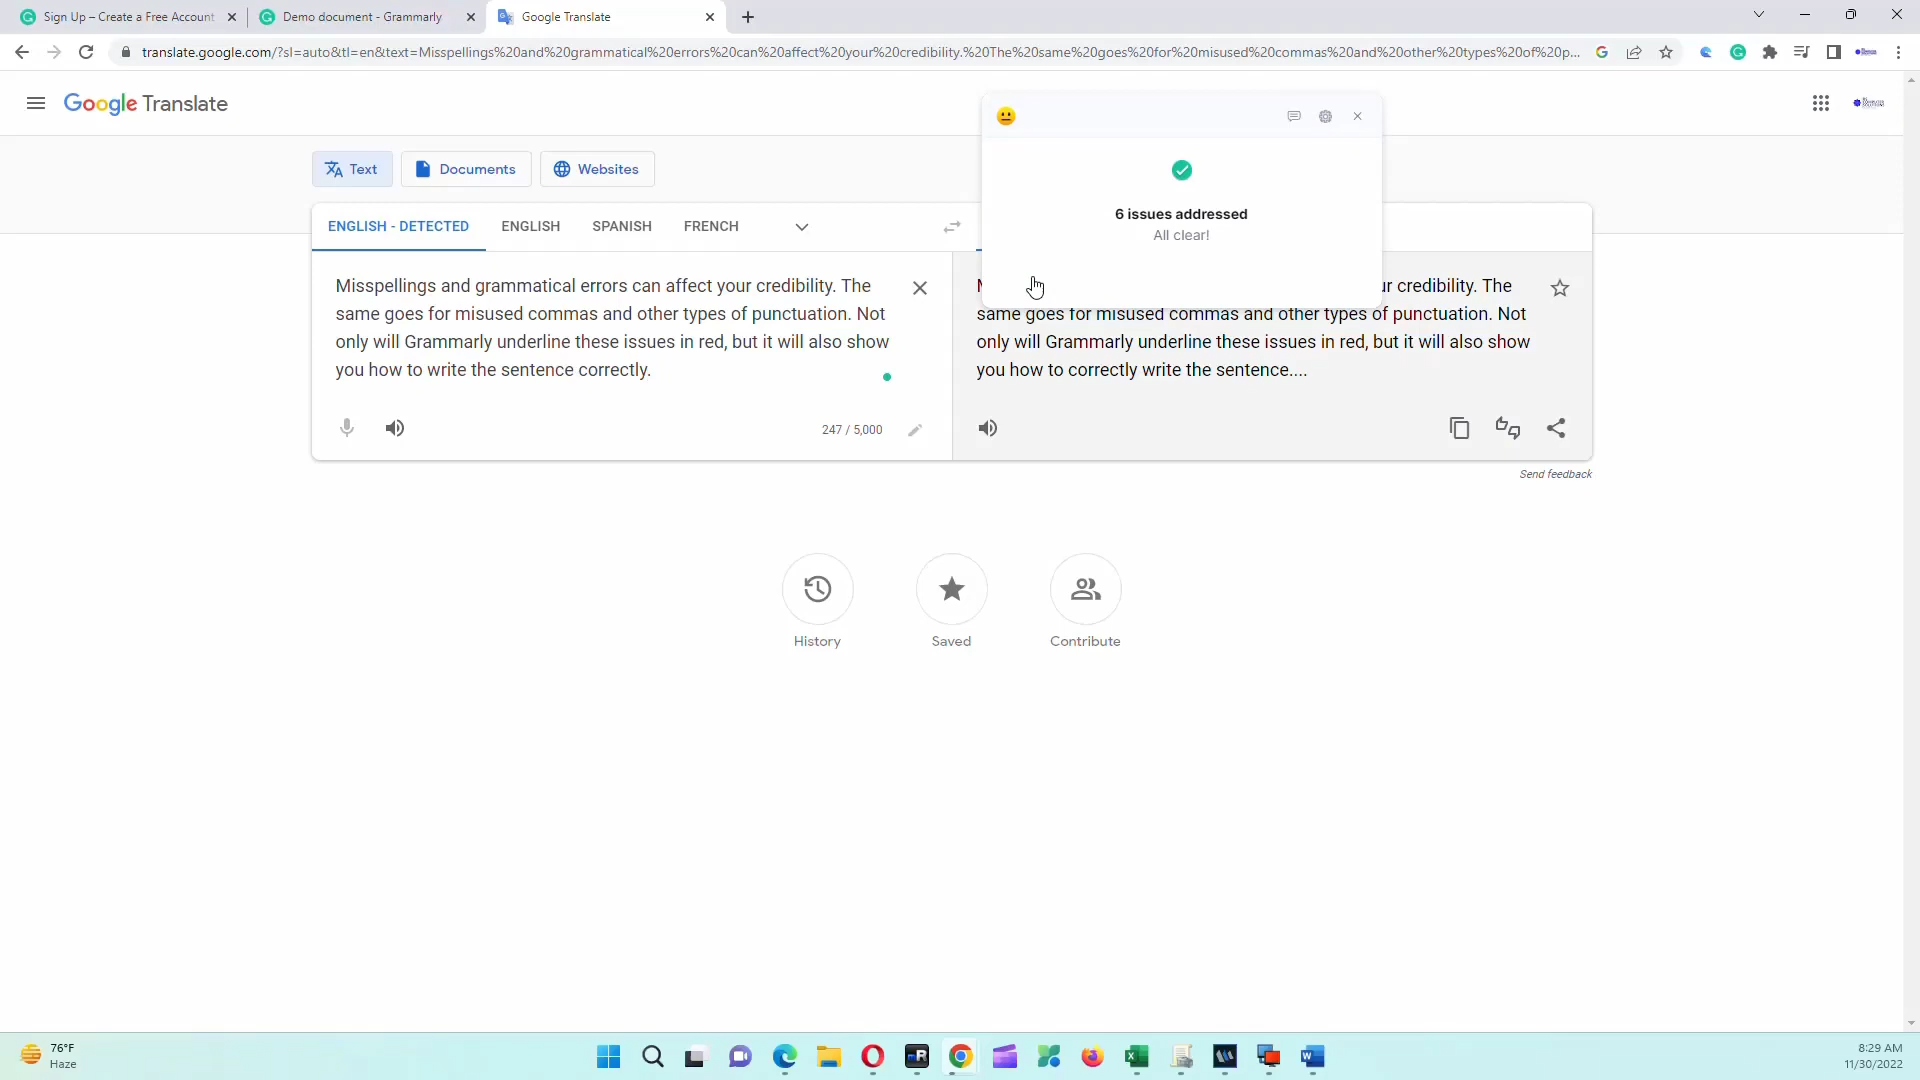 Sign Up – Create a Free Account
Demo document - Grammarly
Google Translate
translate.google.com/?sl=auto&tl=en&text=Misspellings%20and%20grammatical%20errors%20can%20affect%20your%20credibility.%20The%20same%20goes%20for%20misused%20commas%20and%20other%20types%20of%20p...
Google Translate
Text
Documents
Websites
6 issues addressed
All clear!
ENGLISH - DETECTED
ENGLISH
SPANISH
FRENCH
Misspellings and grammatical errors can affect your credibility. The
same goes for misused commas and other types of punctuation. Not
only will Grammarly underline these issues in red, but it will also show
you how to write the sentence correctly.
247 / 5,000
credibility. The
same goes for misused commas and other types of punctuation. Not
only will Grammarly underline these issues in red, but it will also show
you how to correctly write the sentence....
Send feedback
History
Saved
Contribute
76°F
Haze
8:29 AM
11/30/2022